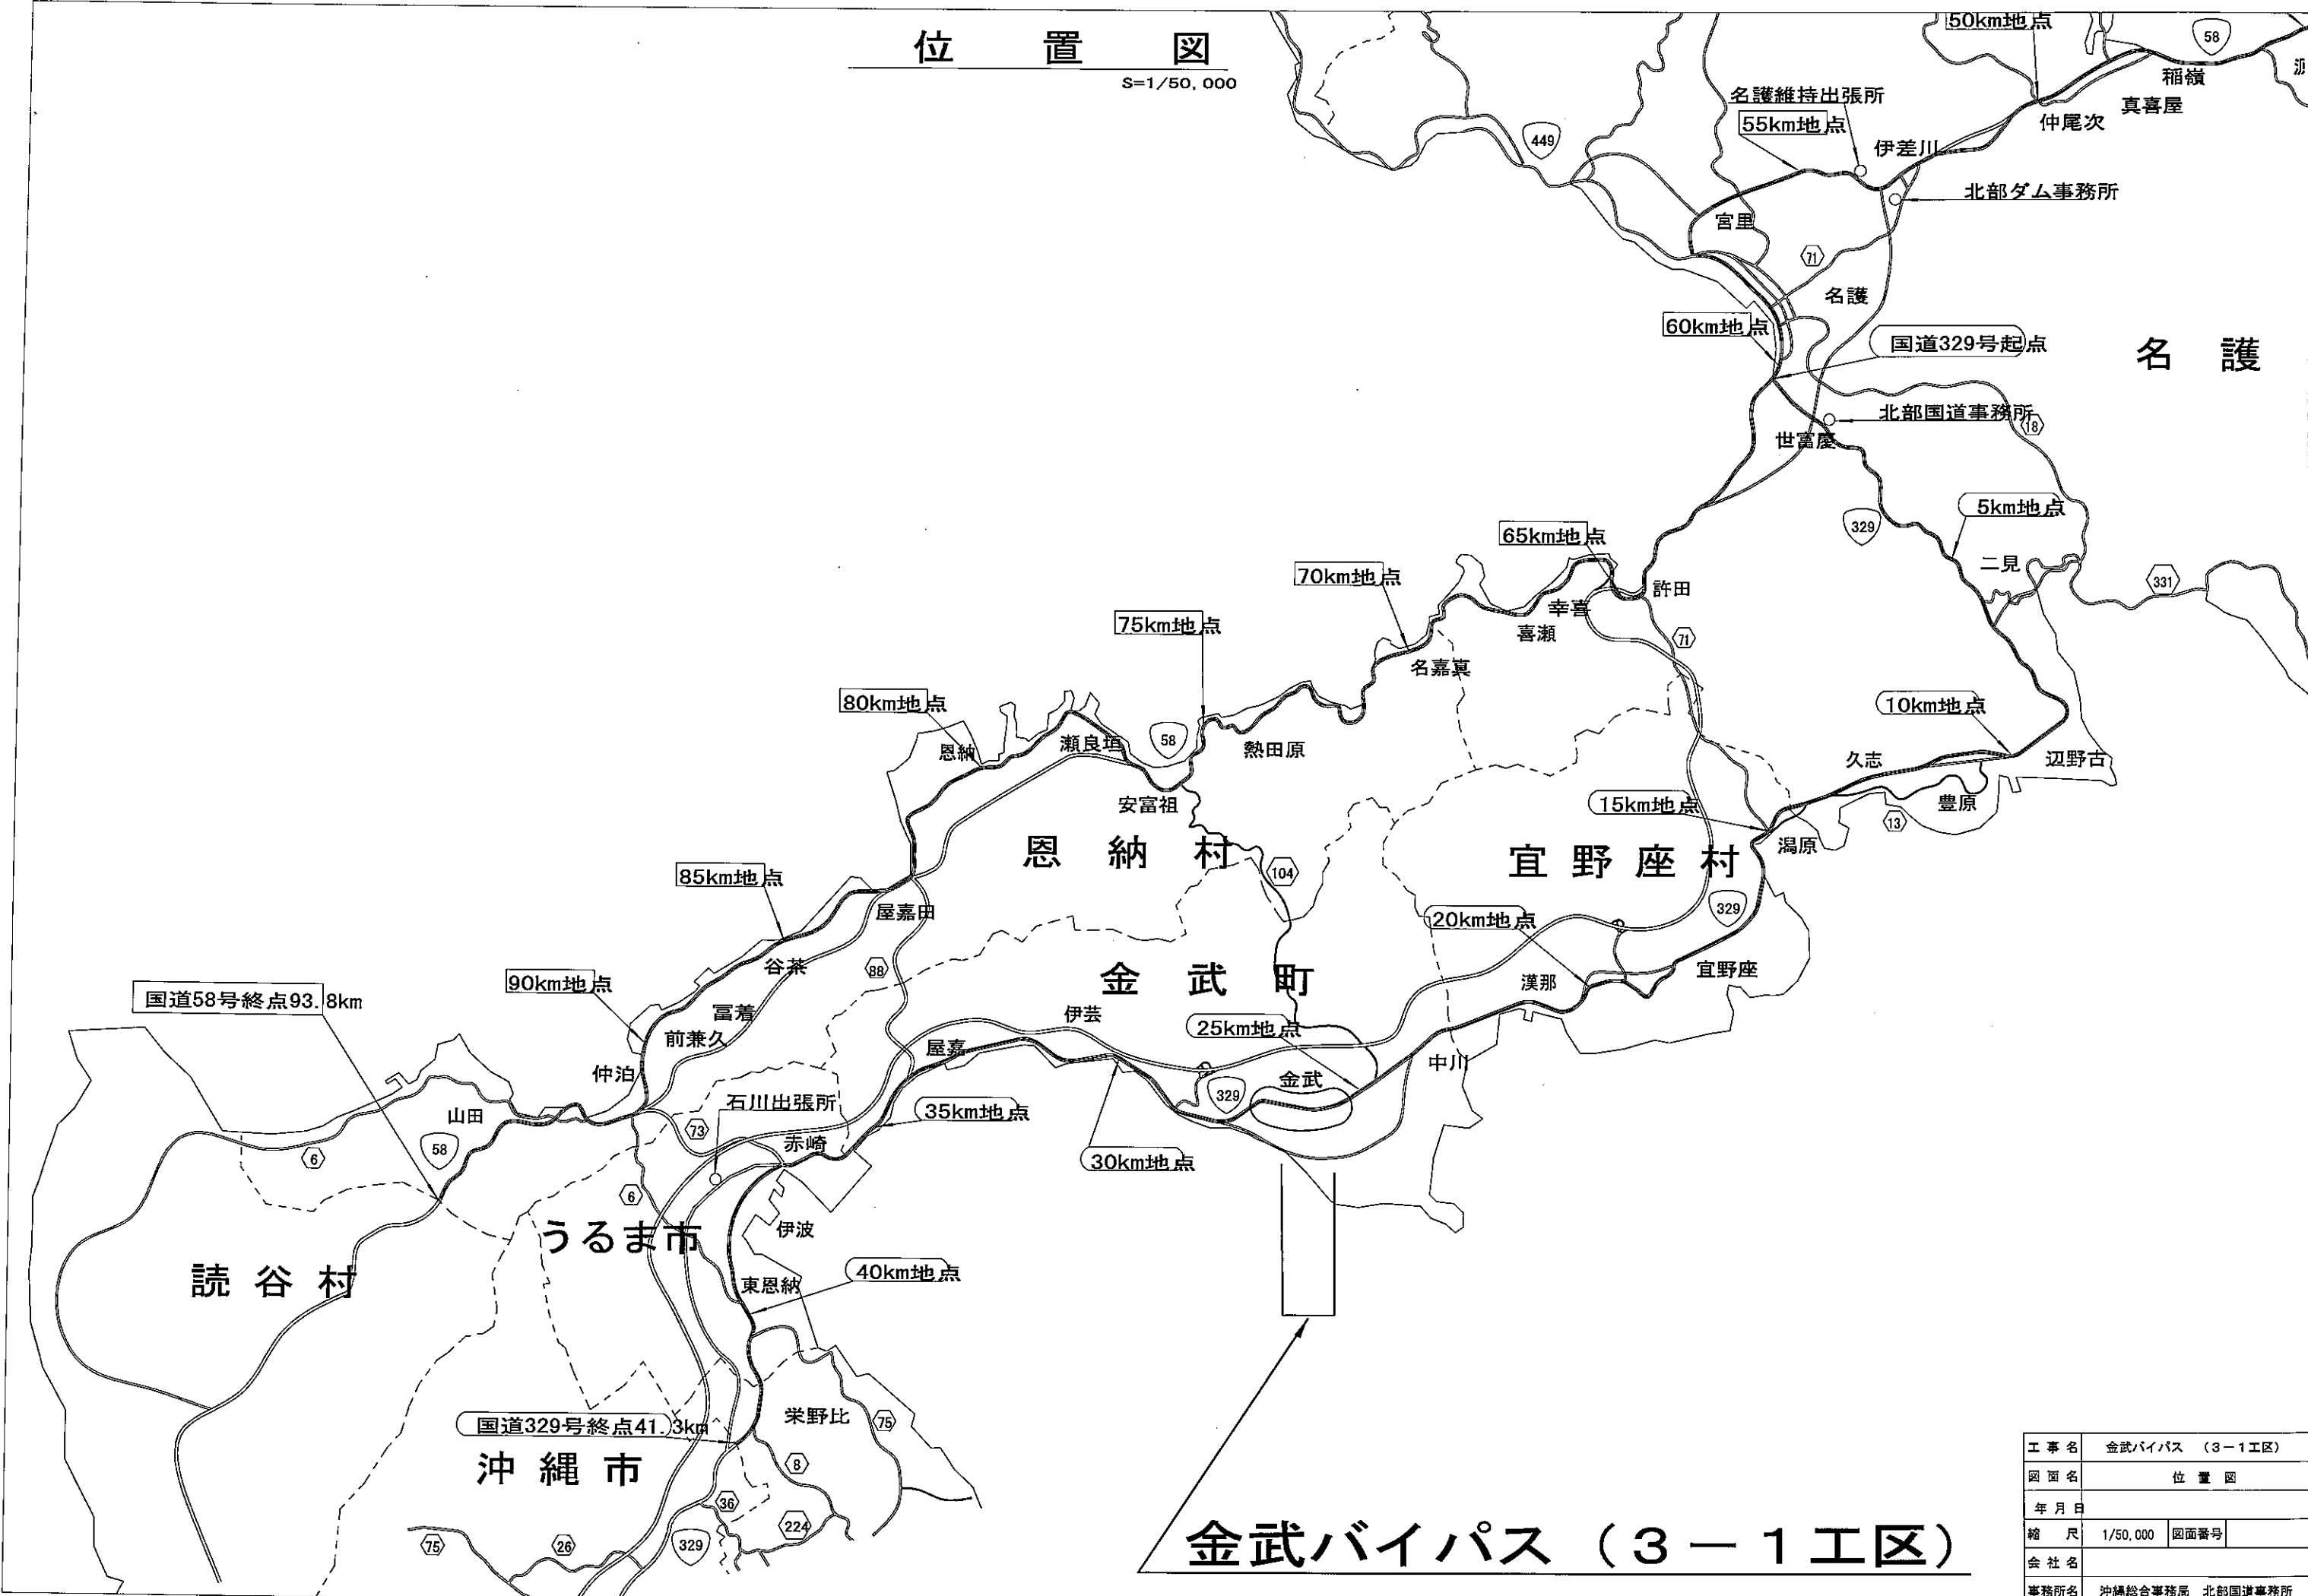 位 置 図
S=1/50,000
50km地点
58
稲嶺
真喜屋
仲尾次
名護維持出張所
55km地点
伊差川
449
北部ダム事務所
宮里
71
名護
60km地点
国道329号起点
名 護
北部国道事務所
18
世富慶
5km地点
329
二見
331
65km地点
許田
70km地点
幸喜
喜瀬
75km地点
71
名嘉真
80km地点
10km地点
58
瀬良垣
恩納
熱田原
久志
辺野古
安富祖
15km地点
豊原
13
潟原
恩 納 村
宜 野 座 村
104
85km地点
屋嘉田
329
20km地点
谷茶
88
宜野座
金 武 町
漢那
90km地点
国道58号終点93.8km
冨着
伊芸
25km地点
前兼久
屋嘉
中川
仲泊
金武
329
石川出張所
35km地点
山田
73
赤崎
58
6
30km地点
6
うるま市
伊波
40km地点
読 谷 村
東恩納
栄野比
75
国道329号終点41.3km
沖 縄 市
8
36
224
75
26
329
金武バイパス（３－１工区）
工 事 名 金武バイパス （３－１工区）
図 面 名 位 置 図
年 月 日
縮 尺 1/50,000 図面番号
会 社 名
事務所名 沖縄総合事務局 北部国道事務所